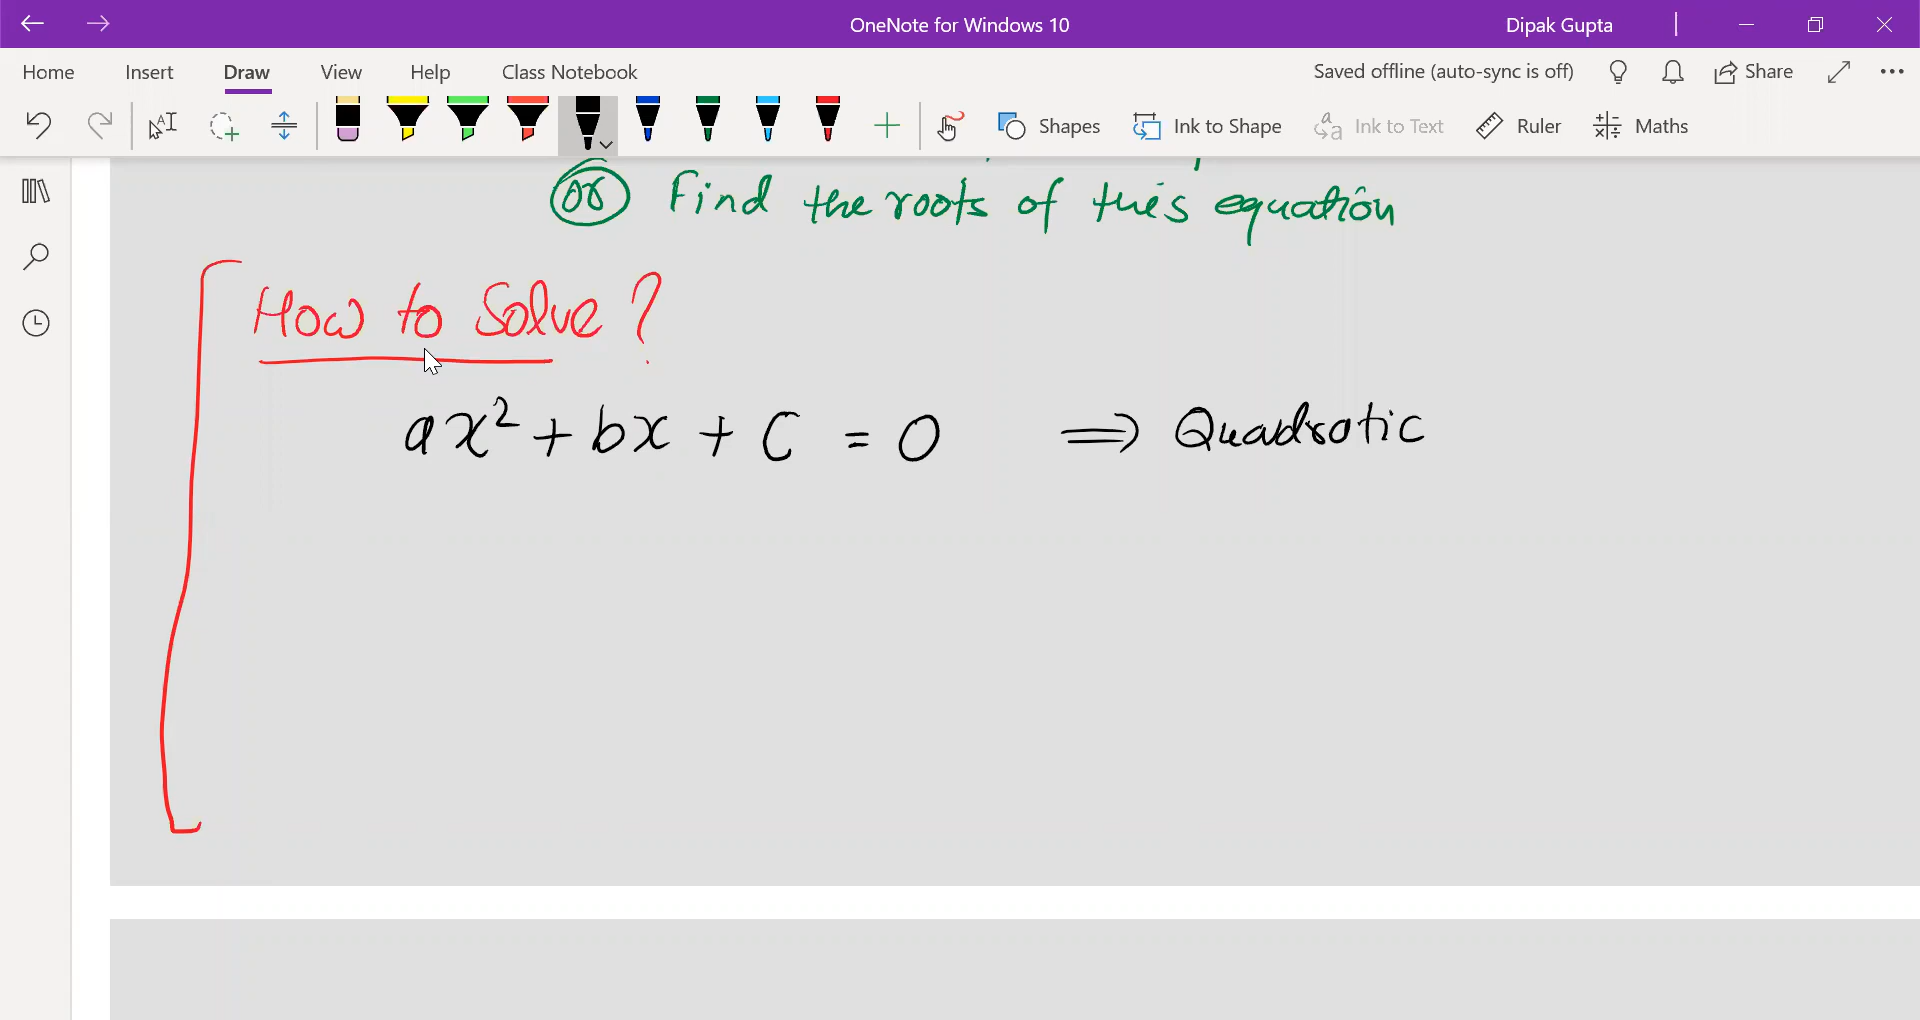 OneNote for Windows 10 Dipak Gupta
Home Insert Draw View Help Class Notebook Saved offline (auto-sync is off) Share
Shapes Ink to Shape Ink to Text Ruler Maths
OR Find the roots of this equation
How to Solve ?
ax² + bx + C = 0 ⟹ Quadratic